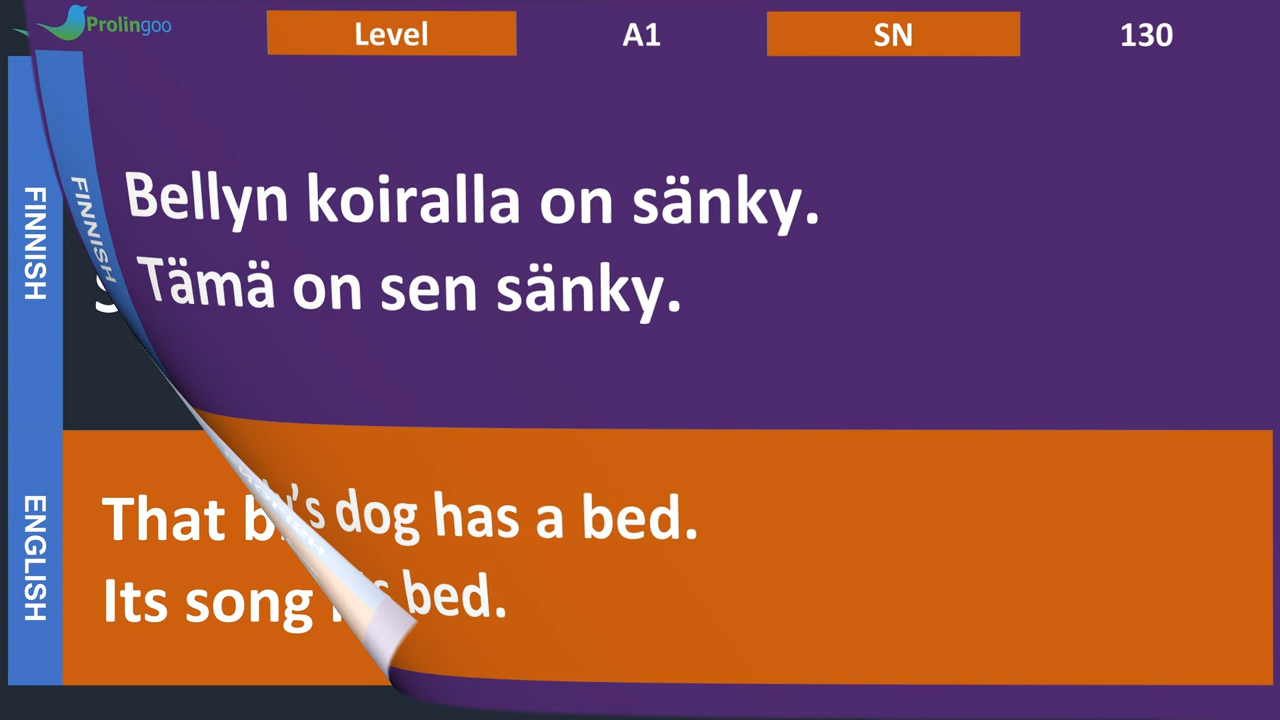 Prolingoo
Level A1 SN 130
FINNISH
FINNISH
Bellyn koiralla on sänky.
Tämä on sen sänky.
ENGLISH
That 's dog has a bed.
Its song bed.